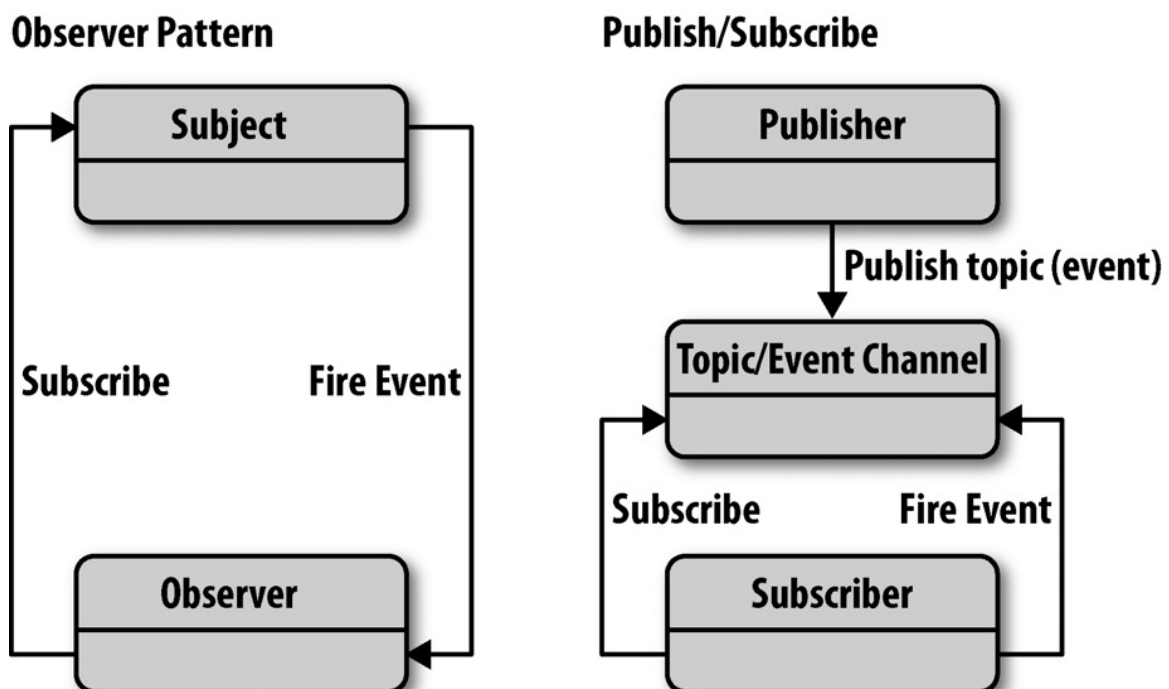 Observer Pattern
Subject
Subscribe
Fire Event
Observer
Publish/Subscribe
Publisher
Publish topic (event)
Topic/Event Channel
Subscribe
Fire Event
Subscriber